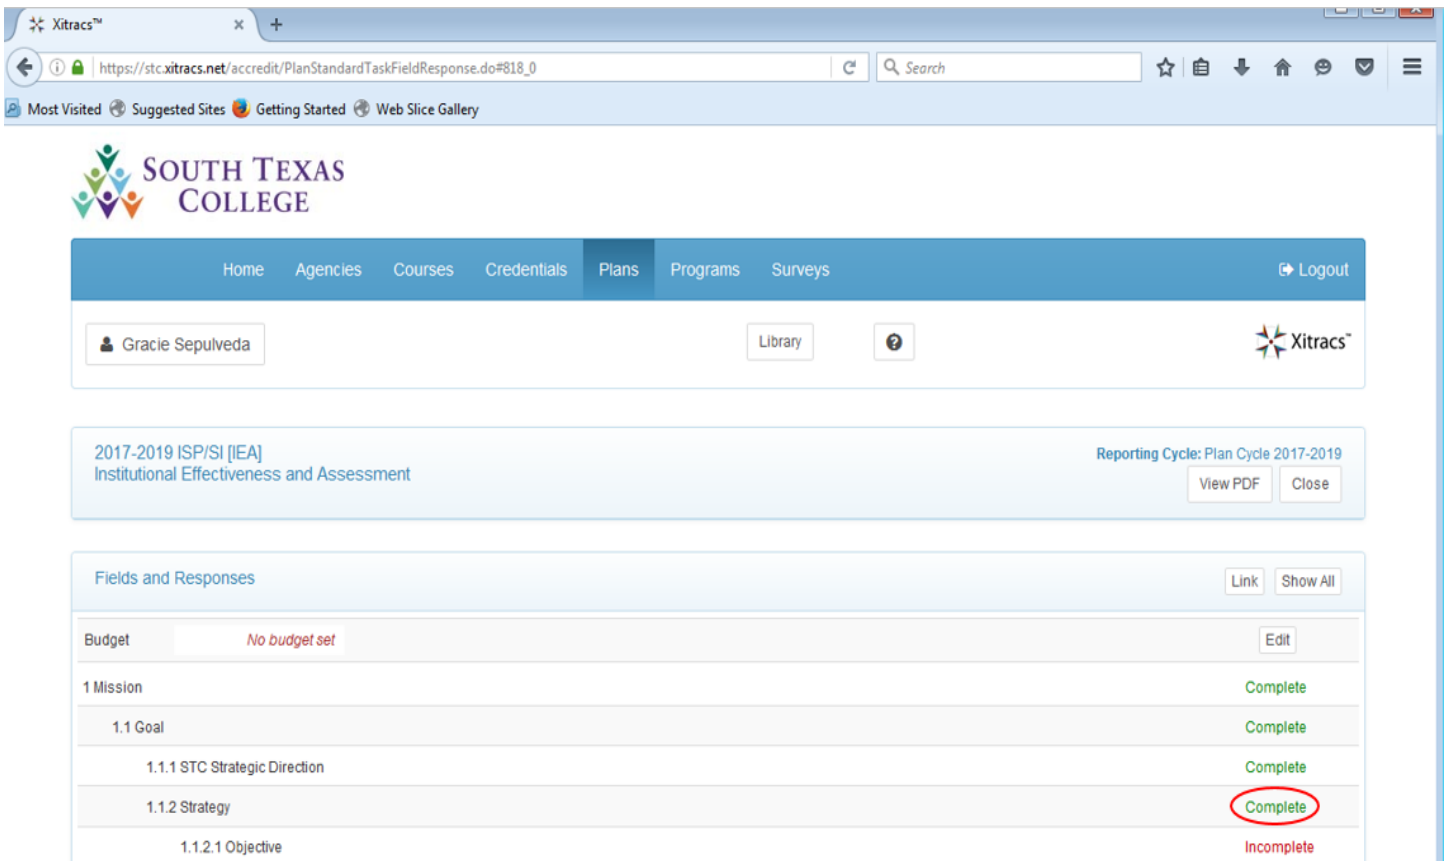 Xitracs™
https://stc.xitracs.net/accredit/PlanStandardTaskFieldResponse.do#818_0
Search
Most Visited Suggested Sites Getting Started Web Slice Gallery
SOUTH TEXAS
COLLEGE
Home Agencies Courses Credentials Plans Programs Surveys Logout
Gracie Sepulveda Library Xitracs™
2017-2019 ISP/SI [IEA]
Institutional Effectiveness and Assessment
Reporting Cycle: Plan Cycle 2017-2019
View PDF Close
Fields and Responses Link Show All
Budget No budget set Edit
1 Mission Complete
1.1 Goal Complete
1.1.1 STC Strategic Direction Complete
1.1.2 Strategy Complete
1.1.2.1 Objective Incomplete